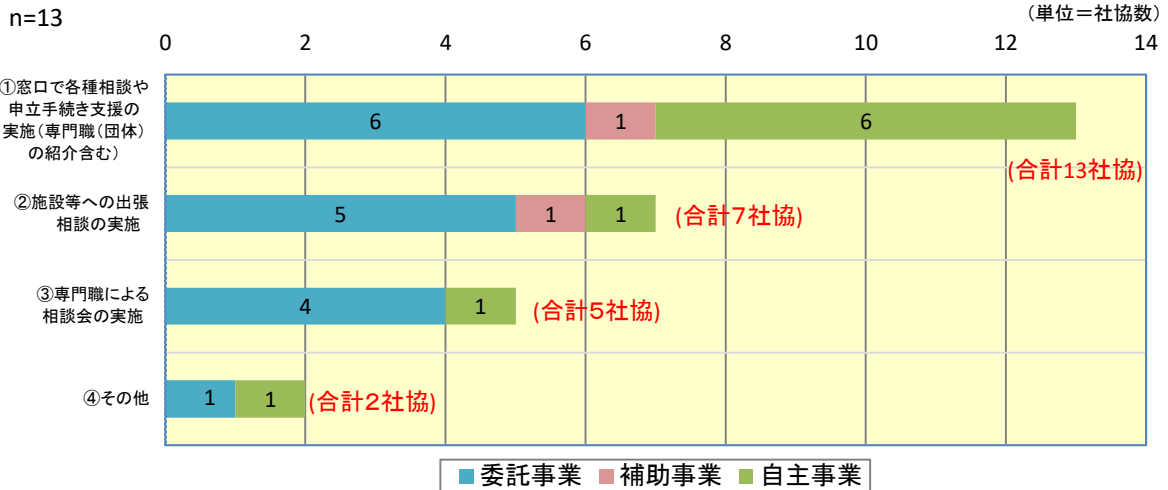 n=13
(単位＝社協数)
0 2 4 6 8 10 12 14
①窓口で各種相談や
申立手続き支援の
実施(専門職(団体)
の紹介含む)
6 1 6
(合計13社協)
②施設等への出張
相談の実施
5 1 1 (合計7社協)
③専門職による
相談会の実施
4 1 (合計5社協)
④その他
1 1 (合計2社協)
委託事業 補助事業 自主事業